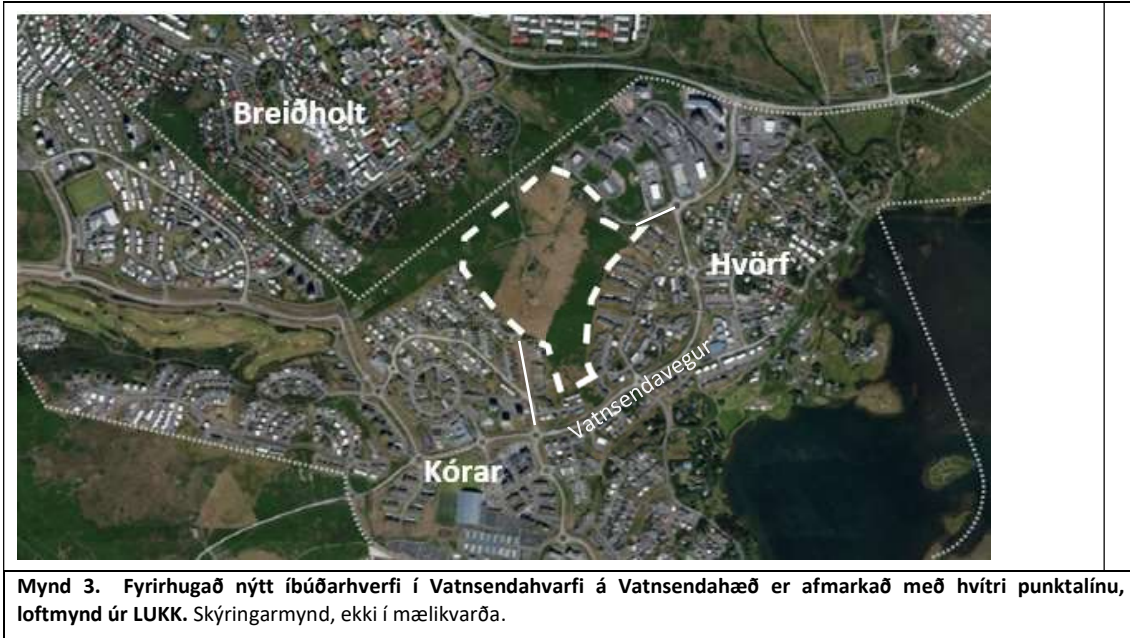 Breiðholt
Hvörf
Vatnsendavegur
Kórar
Mynd 3. Fyrirhugað nýtt íbúðarhverfi í Vatnsendahvarfi á Vatnsendahæð er afmarkað með hvítri punktalínu,
loftmynd úr LUKK. Skýringarmynd, ekki í mælikvarða.